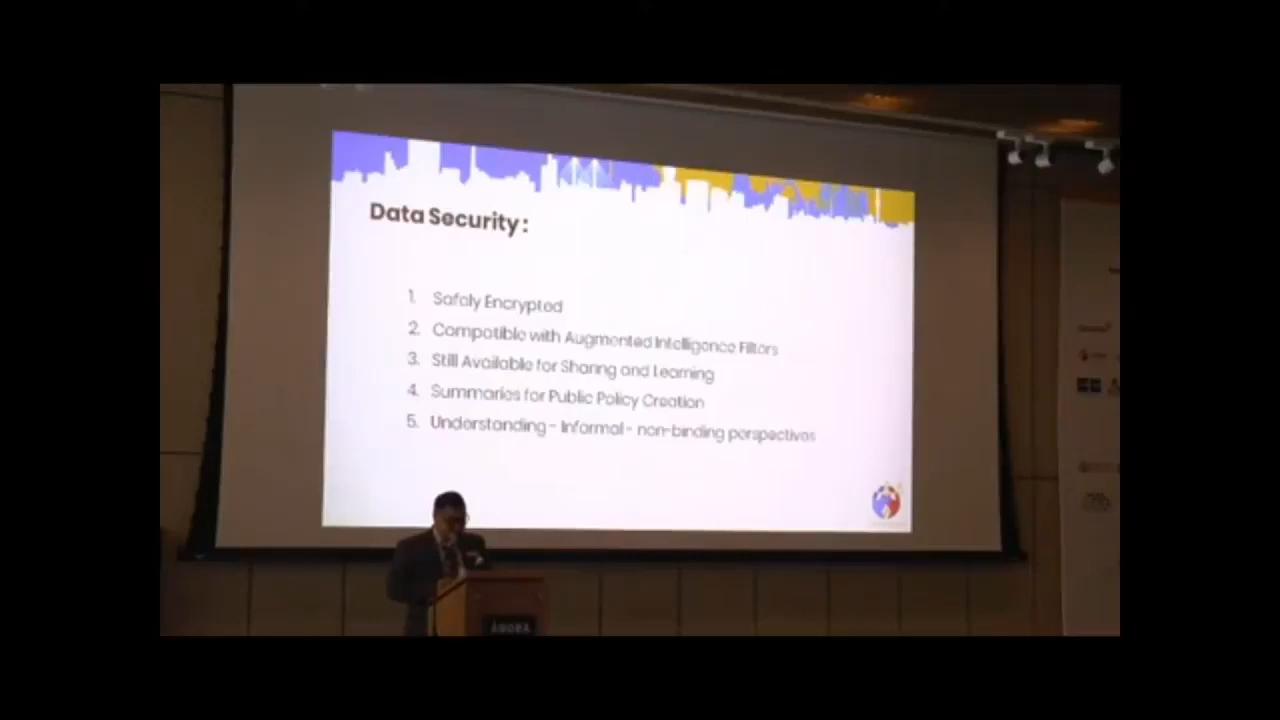 Data Security:
1. Safely Encrypted
2. Compatible with Augmented Intelligence Filters
3. Still Available for Sharing and Learning
4. Summaries for Public Policy Creation
5. Understanding - Informal - non-binding perspectives
AGORA